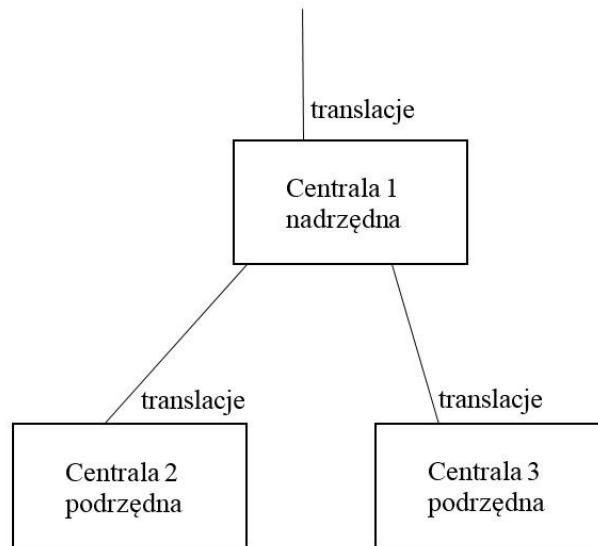 translacje
Centrala 1
nadrzędna
translacje
translacje
Centrala 2
podrzędna
Centrala 3
podrzędna